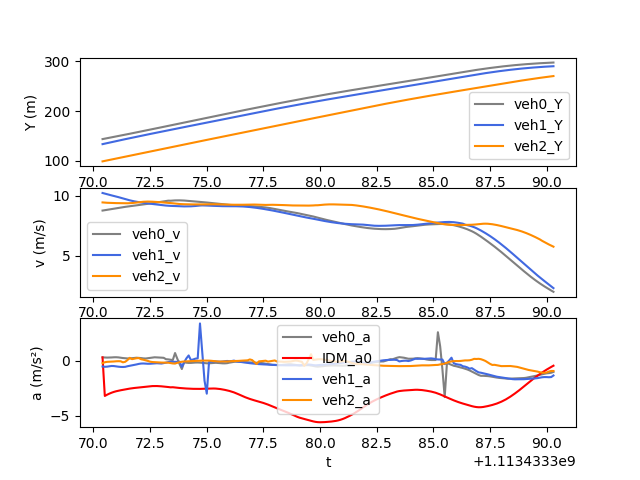 300
200
100
Y (m)
veh0_Y
veh1_Y
veh2_Y
70.0 72.5 75.0 77.5 80.0 82.5 85.0 87.5 90.0
10
5
v (m/s)
veh0_v
veh1_v
veh2_v
70.0 72.5 75.0 77.5 80.0 82.5 85.0 87.5 90.0
0
−5
a (m/s²)
veh0_a
IDM_a0
veh1_a
veh2_a
70.0 72.5 75.0 77.5 80.0 82.5 85.0 87.5 90.0
t
+1.1134333e9